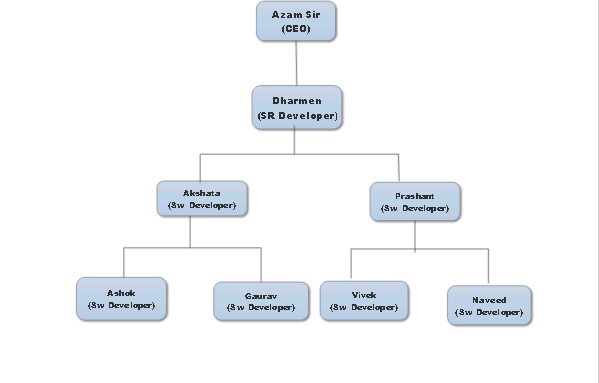 Azam Sir
(CEO)
Dharmen
(SR Developer)
Akshata
(Sw Developer)
Prashant
(Sw Developer)
Ashok
(Sw Developer)
Gaurav
(Sw Developer)
Vivek
(Sw Developer)
Naveed
(Sw Developer)